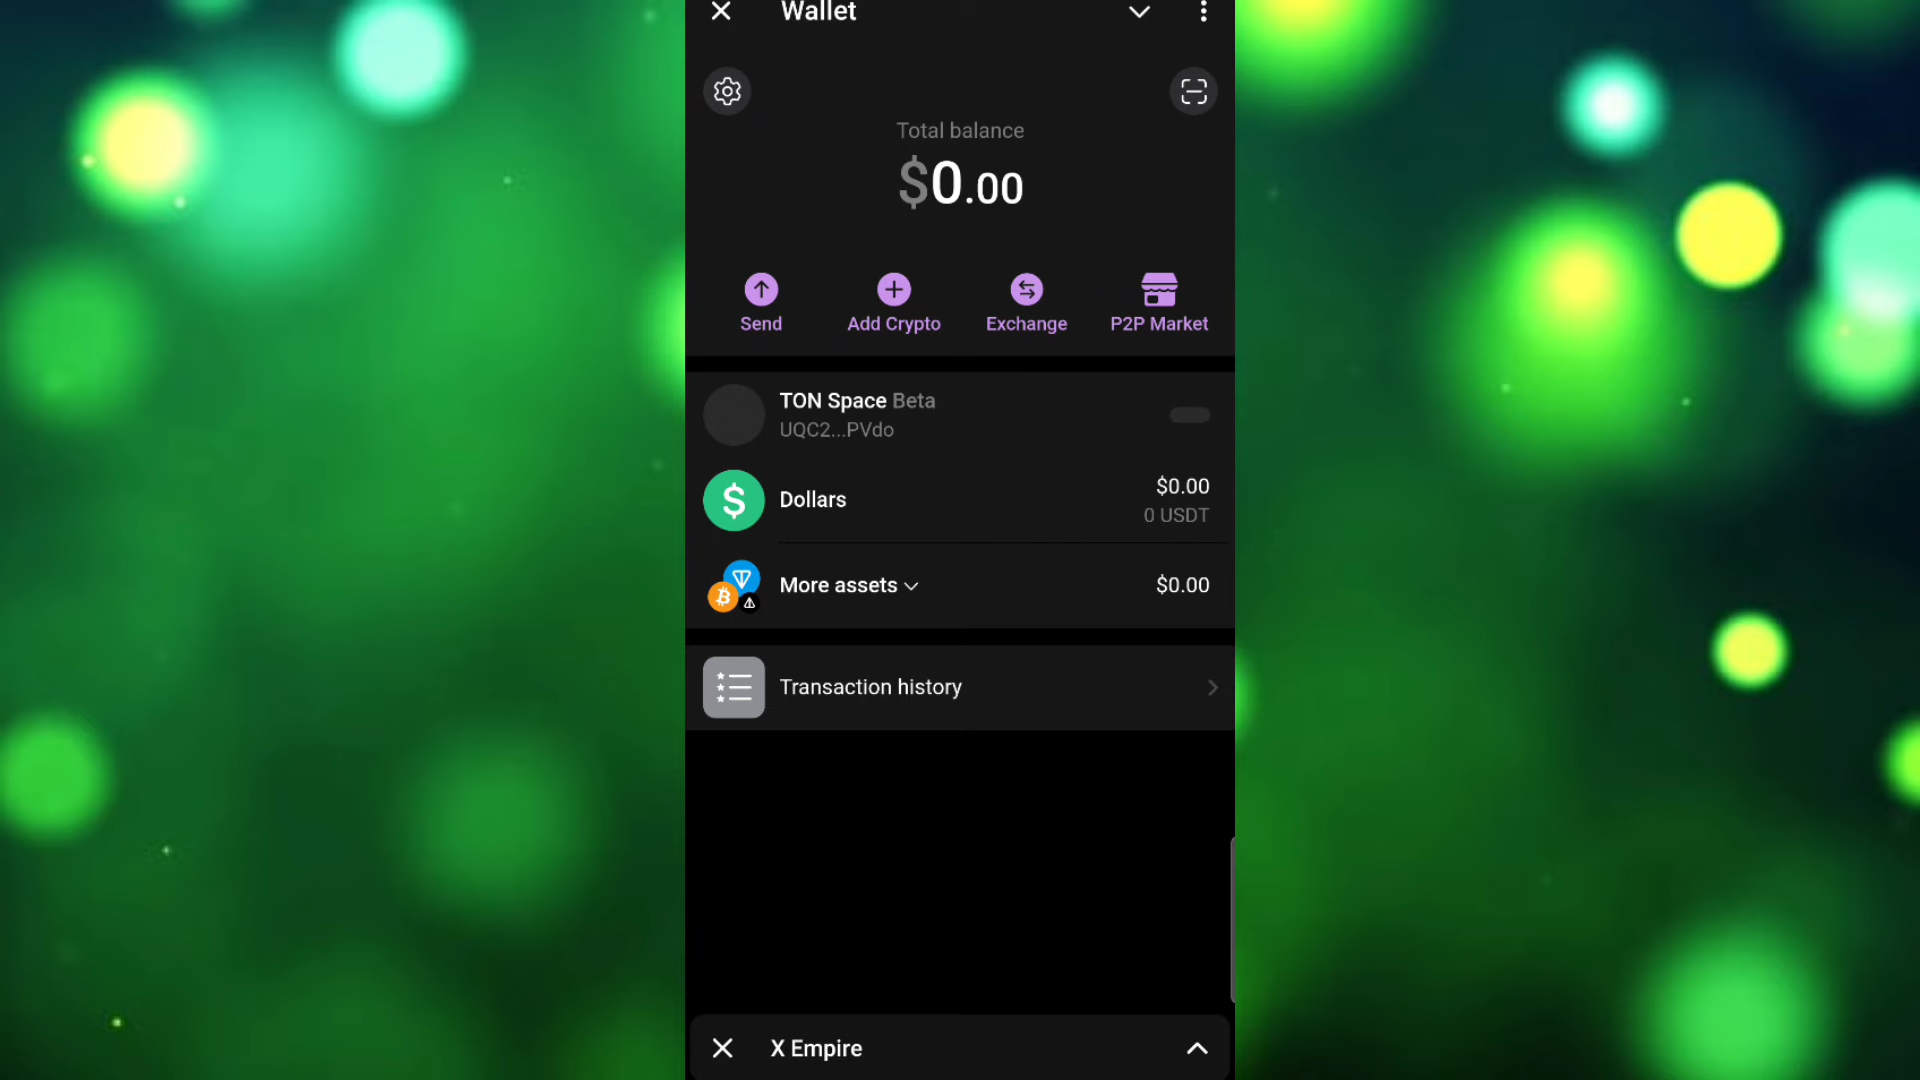 Wallet
Total balance
$0.00
Send
Add Crypto
Exchange
P2P Market
TON Space Beta
UQC2...PVdo
Dollars
$0.00
0 USDT
More assets
$0.00
Transaction history
X Empire